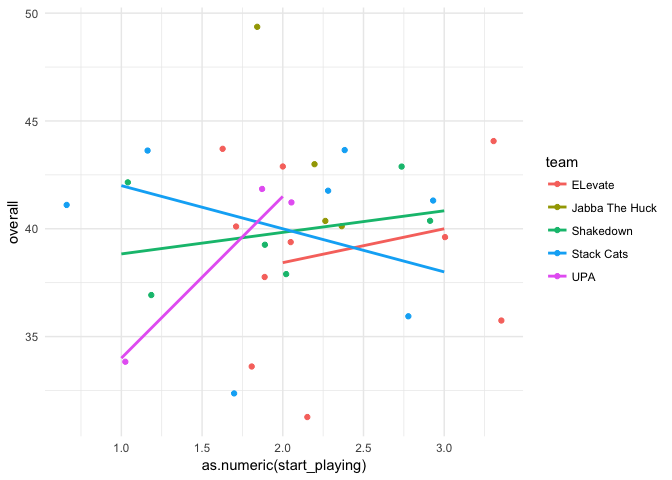 50
45
40
35
overall
1.0 1.5 2.0 2.5 3.0
as.numeric(start_playing)
team
ELevate
Jabba The Huck
Shakedown
Stack Cats
UPA